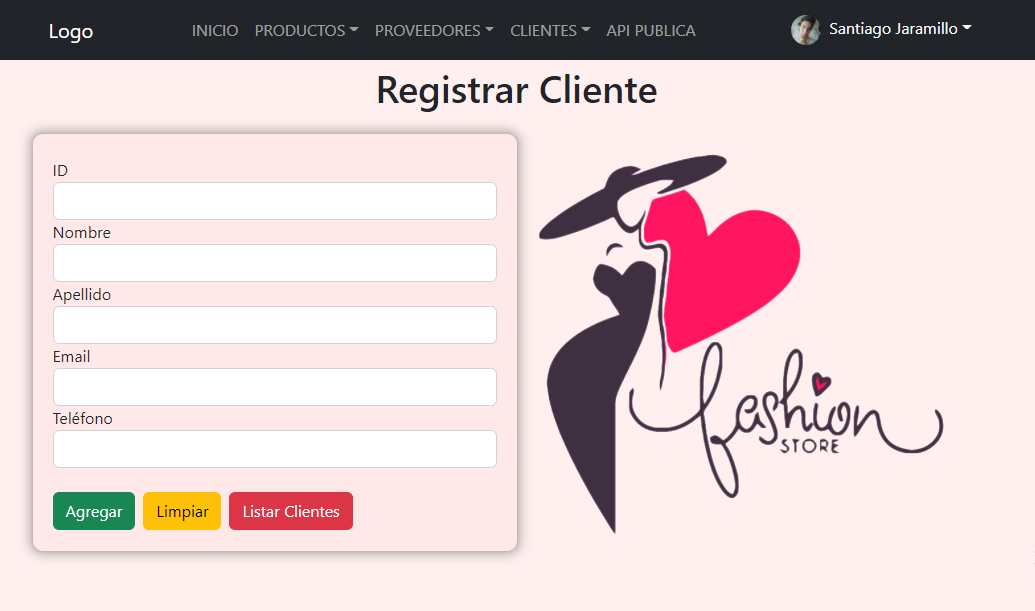 Logo INICIO PRODUCTOS PROVEEDORES CLIENTES API PUBLICA Santiago Jaramillo
Registrar Cliente
ID
Nombre
Apellido
Email
Teléfono
Agregar Limpiar Listar Clientes
fashion
STORE